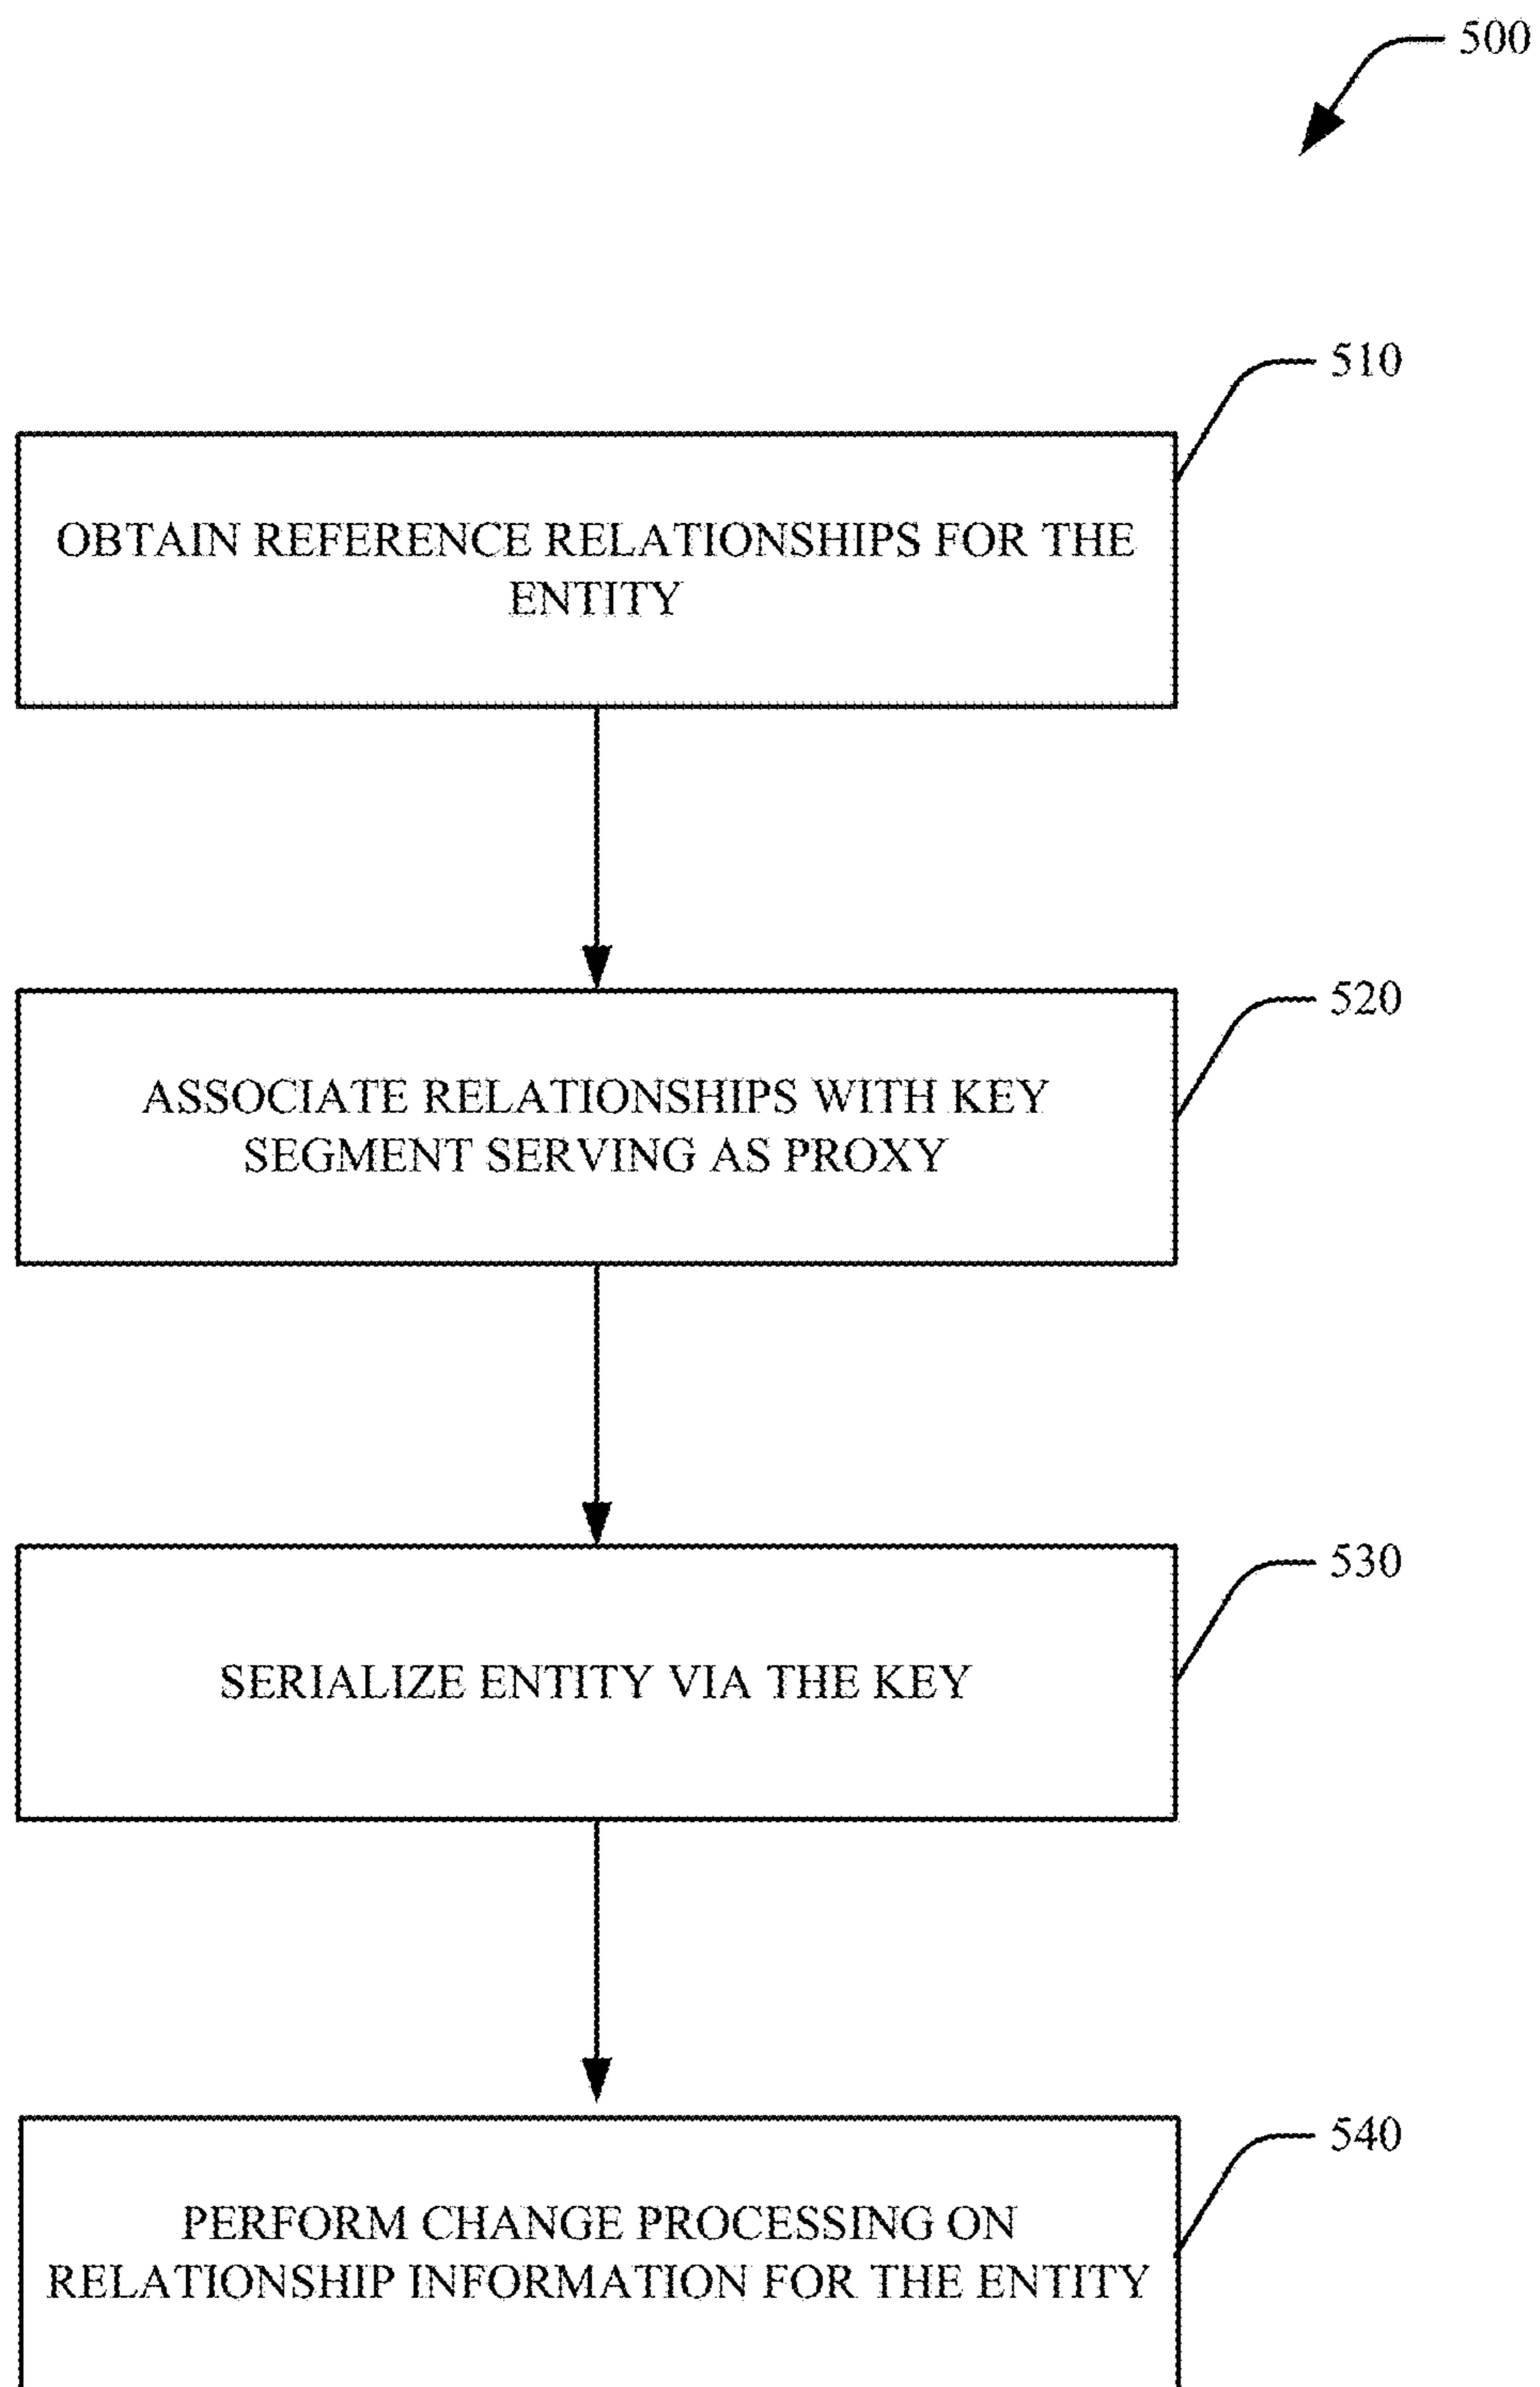 500
510
OBTAIN REFERENCE RELATIONSHIPS FOR THE
ENTITY
520
ASSOCIATE RELATIONSHIPS WITH KEY
SEGMENT SERVING AS PROXY
530
SERIALIZE ENTITY VIA THE KEY
540
PERFORM CHANGE PROCESSING ON
RELATIONSHIP INFORMATION FOR THE ENTITY